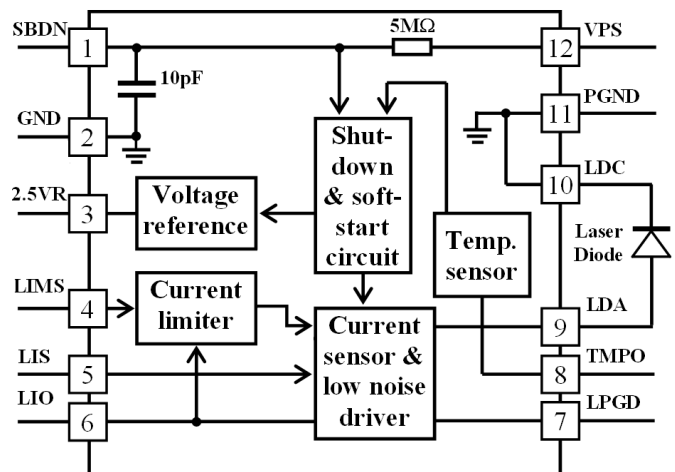 SBDN
1
5MΩ
12
VPS
10pF
GND
2
11
PGND
Shut-
down
& soft-
start
circuit
2.5VR
3
Voltage
reference
10
LDC
Temp.
sensor
Laser
Diode
LIMS
4
Current
limiter
Current
sensor &
low noise
driver
9
LDA
LIS
5
8
TMPO
LIO
6
7
LPGD